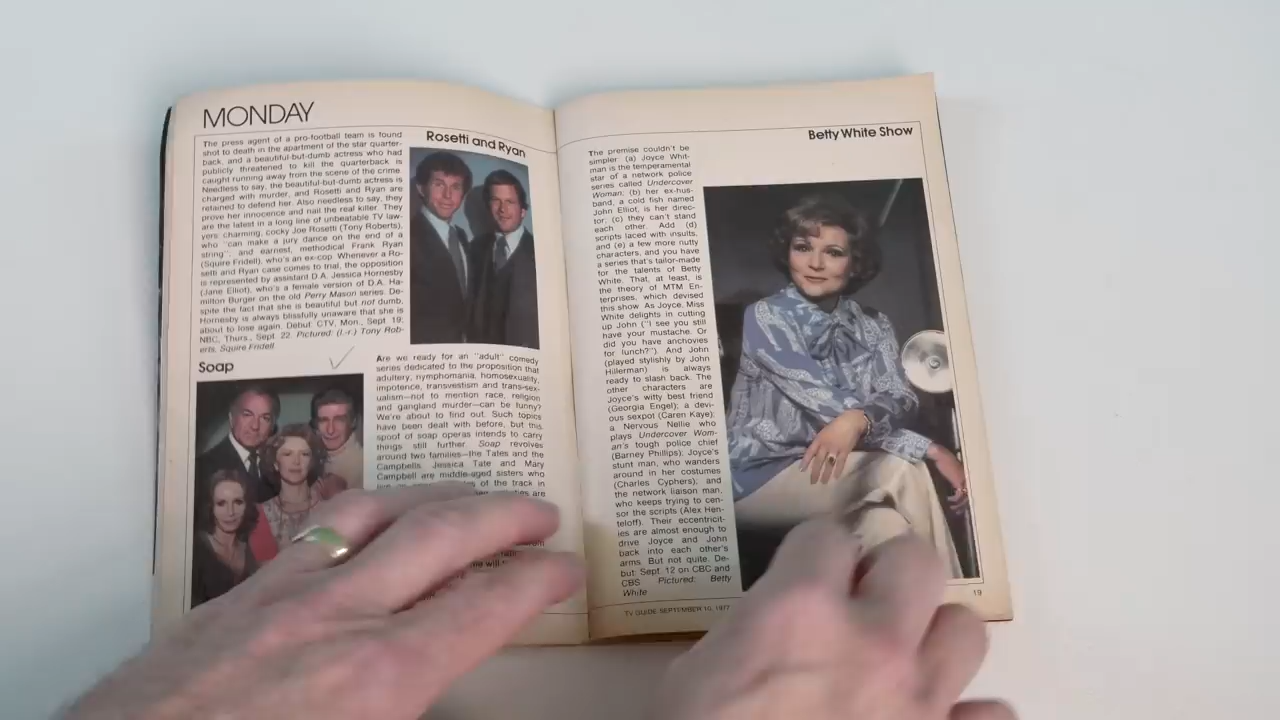 MONDAY
The press agent of a pro-football team is found
shot to death in the apartment of the star quarter-
back, and a beautiful-but-dumb actress who had
publicly threatened to kill the quarterback is
caught running away from the scene of the crime.
Needless to say, the beautiful-but-dumb actress is
charged with murder, and Rosetti and Ryan are
retained to defend her. Also needless to say, they
prove her innocence and nail the real killer. They
are the latest in a long line of unbeatable TV law-
yers: charming, cocky Joe Rosetti (Tony Roberts),
who "can make a jury dance on the end of a
string"; and earnest, methodical Frank Ryan
(Squire Fridell), who's an ex-cop. Whenever a Ro-
setti and Ryan case comes to trial, the opposition
is represented by assistant D.A. Jessica Hornesby
(Jane Elliot), who's a female version of D.A. Ha-
milton Burger on the old Perry Mason series. De-
spite the fact that she is beautiful but not dumb,
Hornesby is always blissfully unaware that she is
about to lose again. Debut: CTV, Mon., Sept 19;
NBC, Thurs., Sept. 22. Pictured: (l.-r.) Tony Rob-
erts, Squire Fridell.
Rosetti and Ryan
Soap
Are we ready for an "adult" comedy
series dedicated to the proposition that
adultery, nymphomania, homosexuality,
impotence, transvestism and trans-sex-
ualism—not to mention race, religion
and gangland murder—can be funny?
We're about to find out. Such topics
have been dealt with before, but this
spoof of soap operas intends to carry
things still further. Soap revolves
around two families—the Tates and the
Campbells. Jessica Tate and Mary
Campbell are middle-aged sisters who
of the track in
are
Betty White Show
The premise couldn't be
simpler: (a) Joyce Whit-
man is the temperamental
star of a network police
series called Undercover
Woman; (b) her ex-hus-
band, a cold fish named
John Elliot, is her direc-
tor; (c) they can't stand
each other. Add (d)
scripts laced with insults,
and (e) a few more nutty
characters, and you have
a series that's tailor-made
for the talents of Betty
White. That, at least, is
the theory of MTM En-
terprises, which devised
this show. As Joyce, Miss
White delights in cutting
up John ("I see you still
have your mustache. Or
did you have anchovies
for lunch?"). And John
(played stylishly by John
Hillerman) is always
ready to slash back. The
other characters are
Joyce's witty best friend
(Georgia Engel); a devi-
ous sexpot (Caren Kaye);
a Nervous Nellie who
plays Undercover Wom-
an's tough police chief
(Barney Phillips); Joyce's
stunt man, who wanders
around in her costumes
(Charles Cyphers); and
the network liaison man,
who keeps trying to cen-
sor the scripts (Alex Hen-
teloff). Their eccentricit-
ies are almost enough to
drive Joyce and John
back into each other's
arms. But not quite. De-
but: Sept. 12 on CBC and
CBS. Pictured: Betty
White
TV GUIDE SEPTEMBER 10, 1977
19